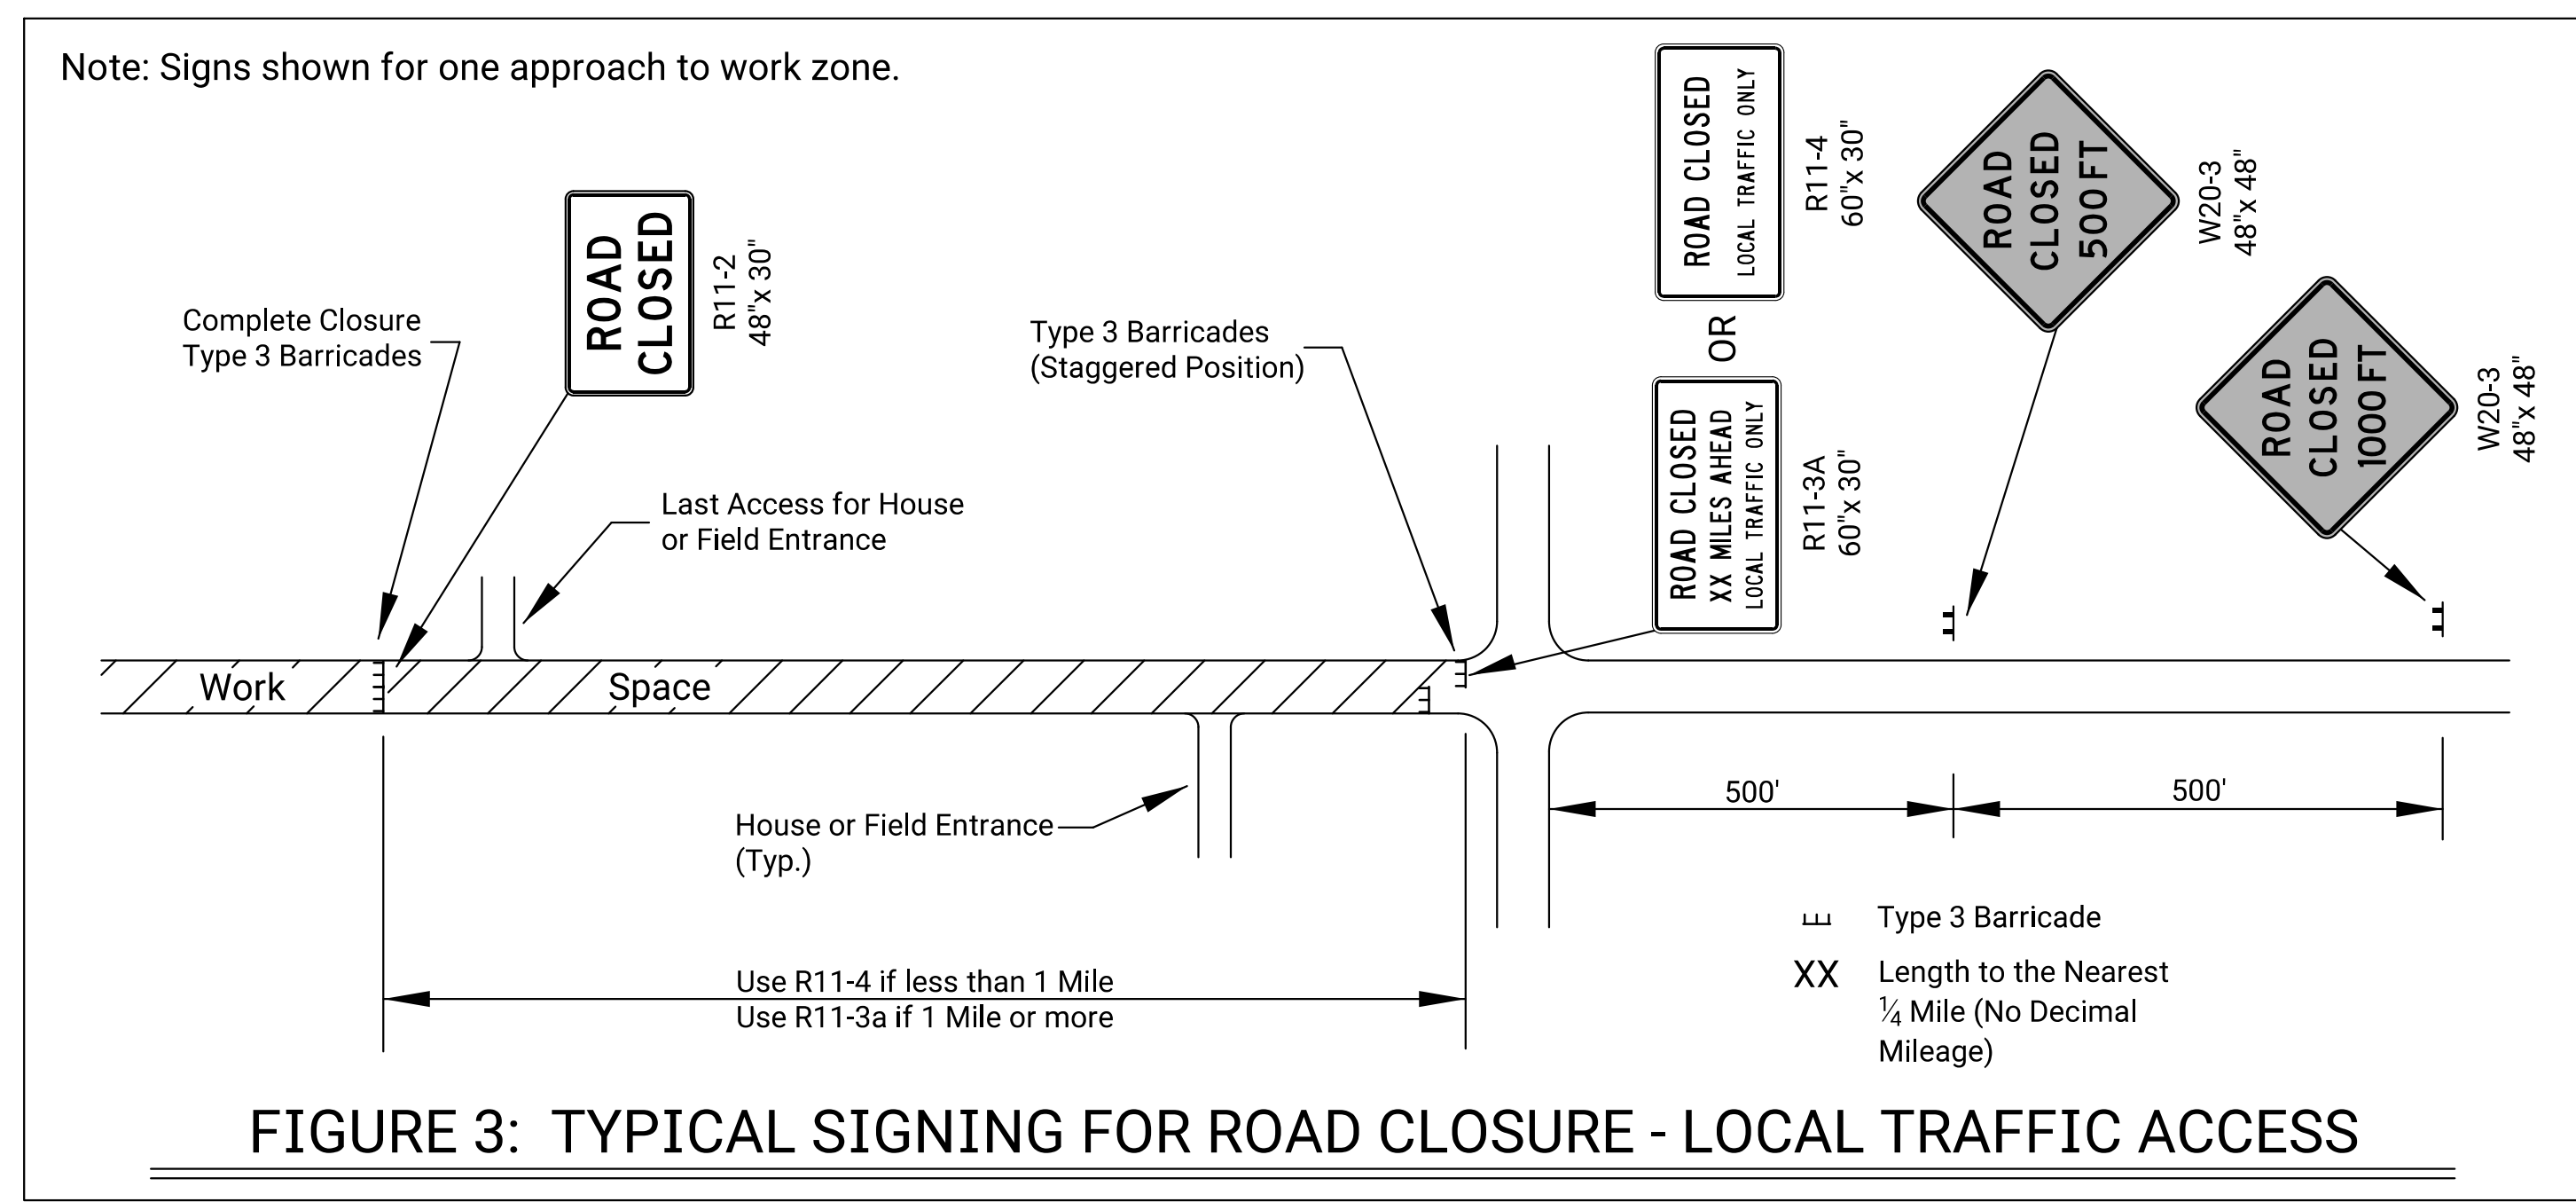 Note: Signs shown for one approach to work zone.
ROAD CLOSED
LOCAL TRAFFIC ONLY
R11-4
60"x 30"
OR
ROAD CLOSED
XX MILES AHEAD
LOCAL TRAFFIC ONLY
R11-3A
60"x 30"
ROAD
CLOSED
500FT
W20-3
48"x 48"
ROAD
CLOSED
1000FT
W20-3
48"x 48"
ROAD
CLOSED
R11-2
48"x 30"
Complete Closure
Type 3 Barricades
Type 3 Barricades
(Staggered Position)
Last Access for House
or Field Entrance
Work
Space
House or Field Entrance
(Typ.)
500'
500'
Use R11-4 if less than 1 Mile
Use R11-3a if 1 Mile or more
Type 3 Barricade
XX Length to the Nearest
¼ Mile (No Decimal
Mileage)
FIGURE 3: TYPICAL SIGNING FOR ROAD CLOSURE - LOCAL TRAFFIC ACCESS